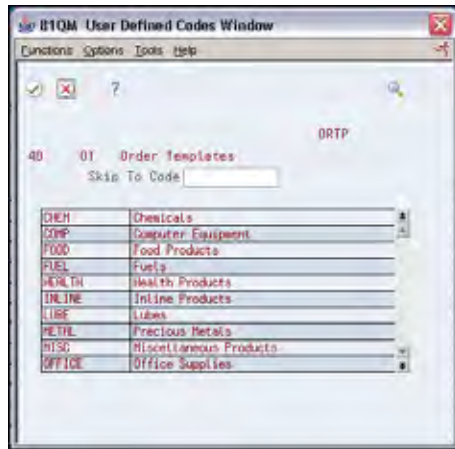 81QM User Defined Codes Window
Functions Options Tools Help
?
ORTP
40 OT Order Templates
Skip To Code
CHEM Chemicals
COMP Computer Equipment
FOOD Food Products
FUEL Fuels
HEALTH Health Products
INLINE Inline Products
LUBE Lubes
METAL Precious Metals
MISC Miscellaneous Products
OFFICE Office Supplies